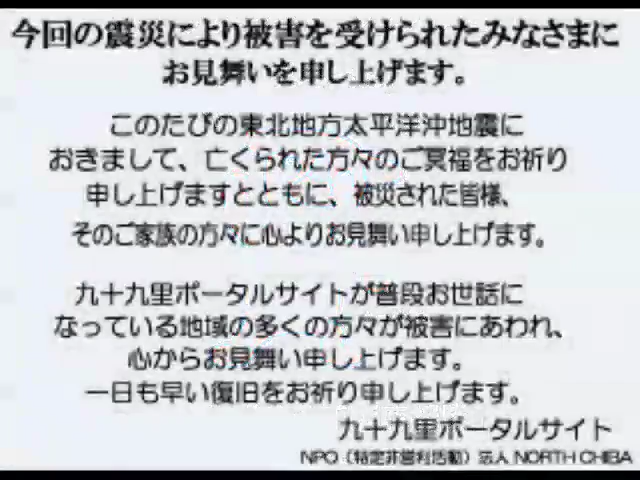 今回の震災により被害を受けられたみなさまに
お見舞いを申し上げます。
このたびの東北地方太平洋沖地震に
おきまして、亡くられた方々のご冥福をお祈り
申し上げますとともに、被災された皆様、
そのご家族の方々に心よりお見舞い申し上げます。
九十九里ポータルサイトが普段お世話に
なっている地域の多くの方々が被害にあわれ、
心からお見舞い申し上げます。
一日も早い復旧をお祈り申し上げます。
九十九里ポータルサイト
NPO（特定非営利活動）法人 NORTH CHIBA